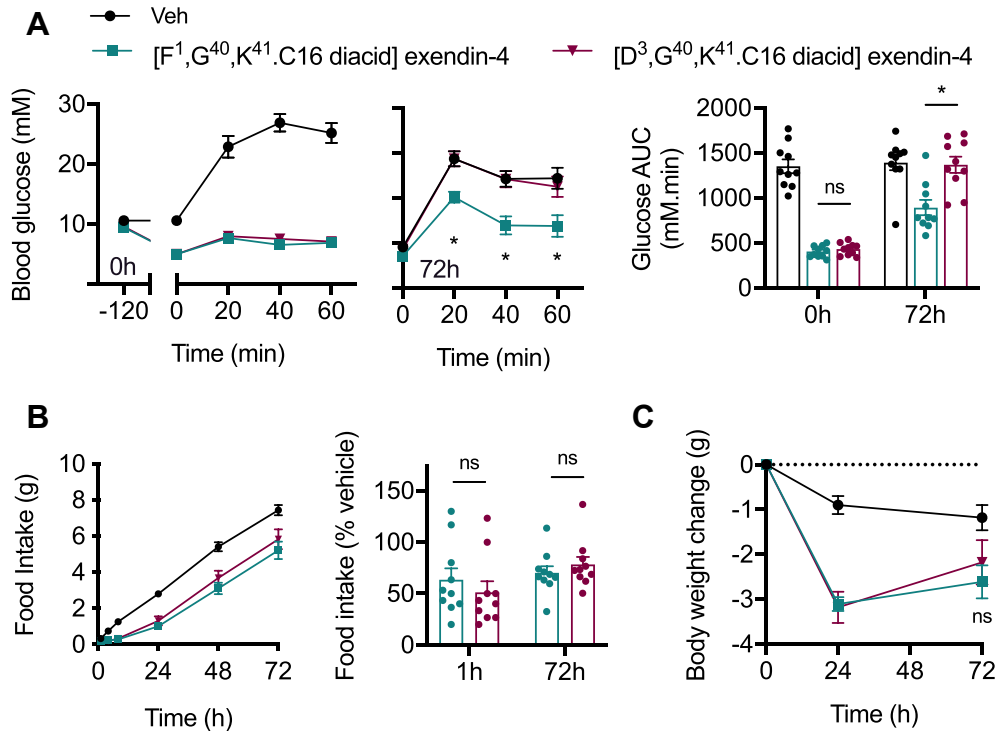 A
Veh
[F¹,G⁴⁰,K⁴¹.C16 diacid] exendin-4
[D³,G⁴⁰,K⁴¹.C16 diacid] exendin-4
Blood glucose (mM)
30
20
10
0h
-120
0
20
40
60
Time (min)
72h
*
*
*
0
20
40
60
Time (min)
Glucose AUC
(mM.min)
2000
1500
1000
500
0
ns
*
0h
72h
B
Food Intake (g)
10
8
6
4
2
0
0
24
48
72
Time (h)
Food intake (% vehicle)
150
100
50
0
ns
ns
1h
72h
C
Body weight change (g)
0
-1
-2
-3
-4
ns
0
24
48
72
Time (h)